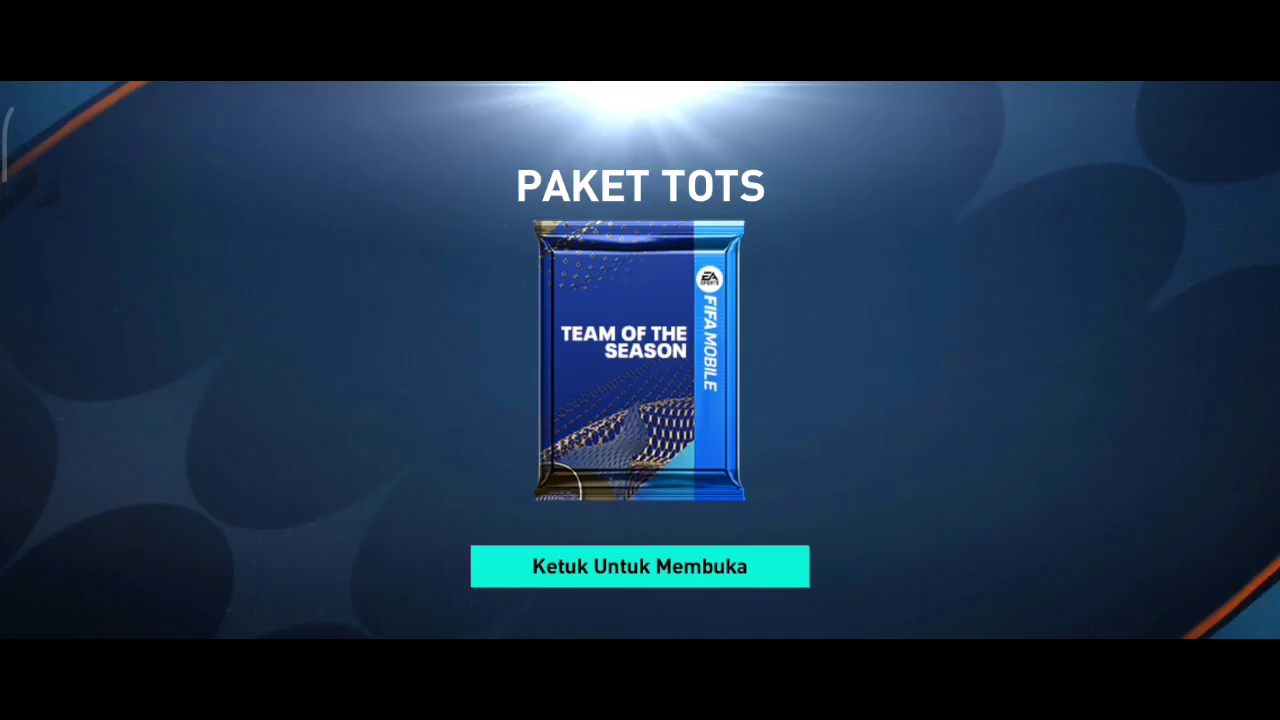 PAKET TOTS
TEAM OF THE
SEASON
EA
SPORTS
FIFA MOBILE
Ketuk Untuk Membuka